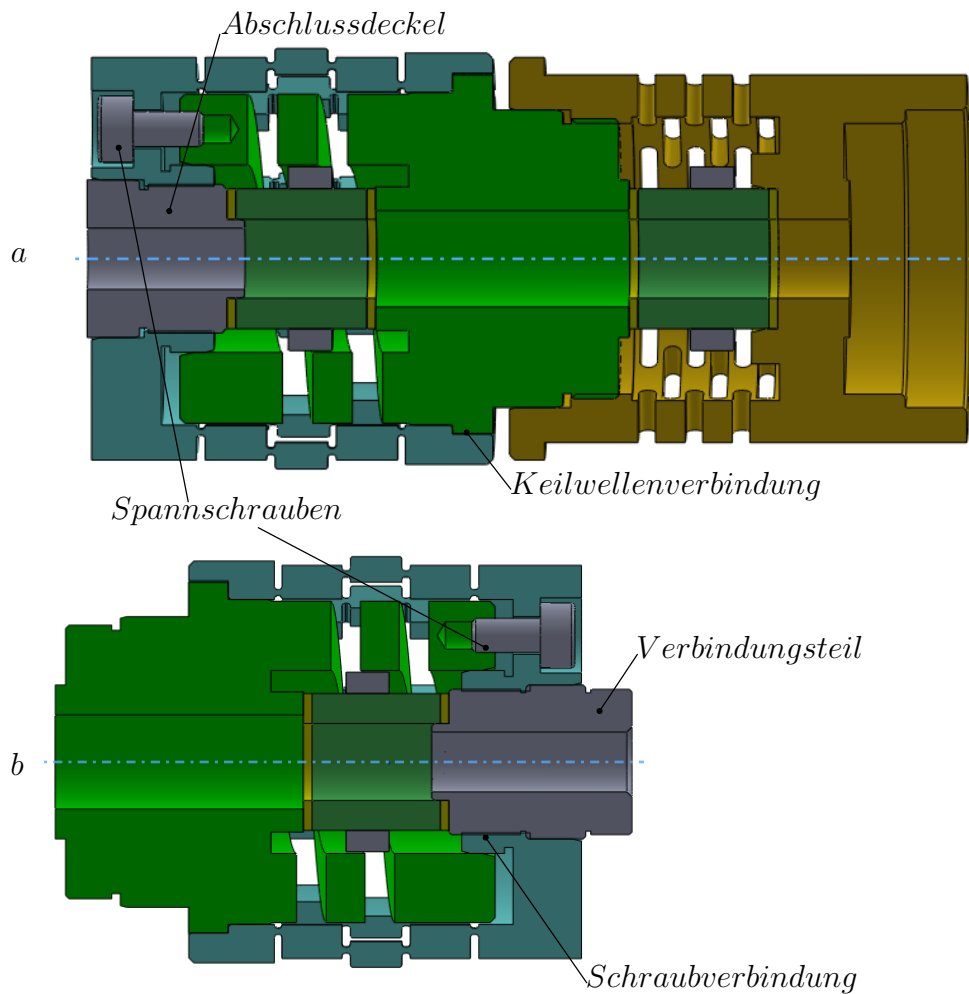 Abschlussdeckel
a
Keilwellenverbindung
Spannschrauben
Verbindungsteil
b
Schraubverbindung